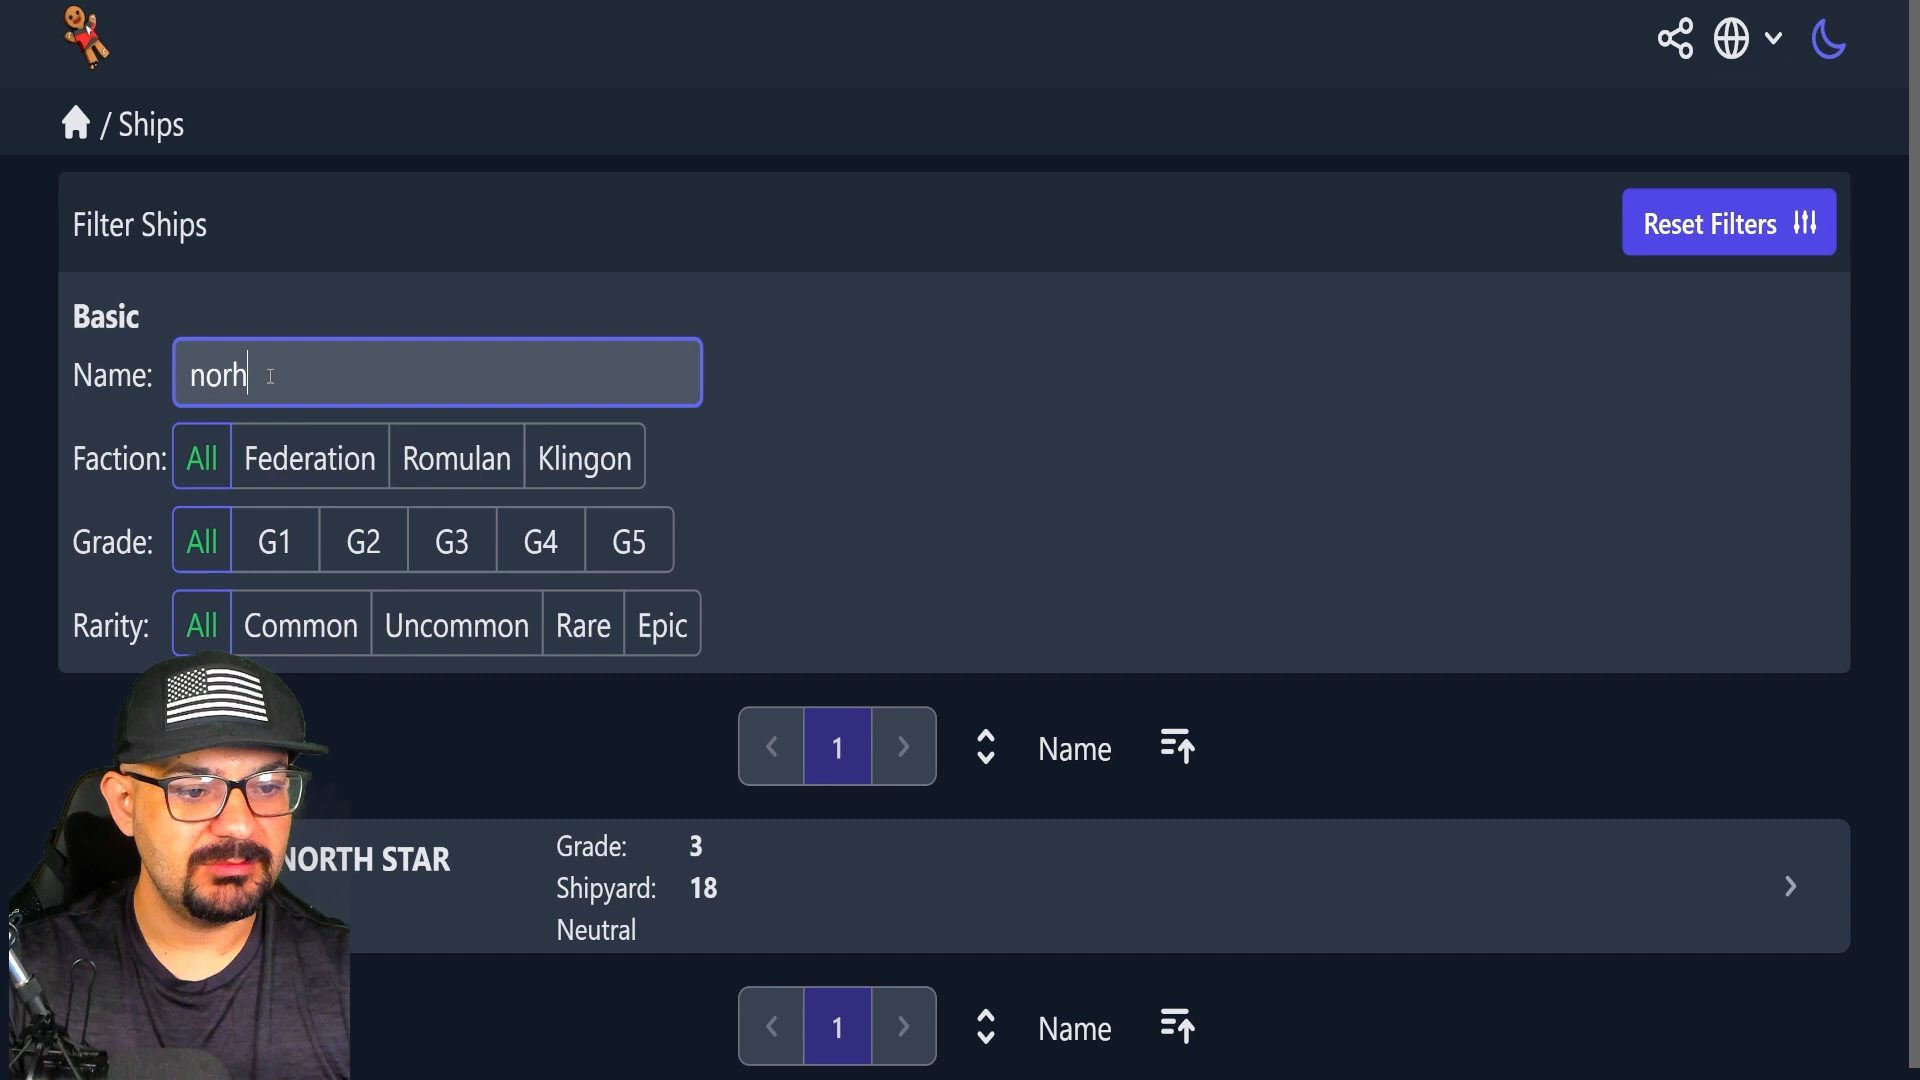 / Ships
Filter Ships
Reset Filters
Basic
Name: norh
Faction: All Federation Romulan Klingon
Grade: All G1 G2 G3 G4 G5
Rarity: All Common Uncommon Rare Epic
1 Name
NORTH STAR
Grade: 3
Shipyard: 18
Neutral
1 Name